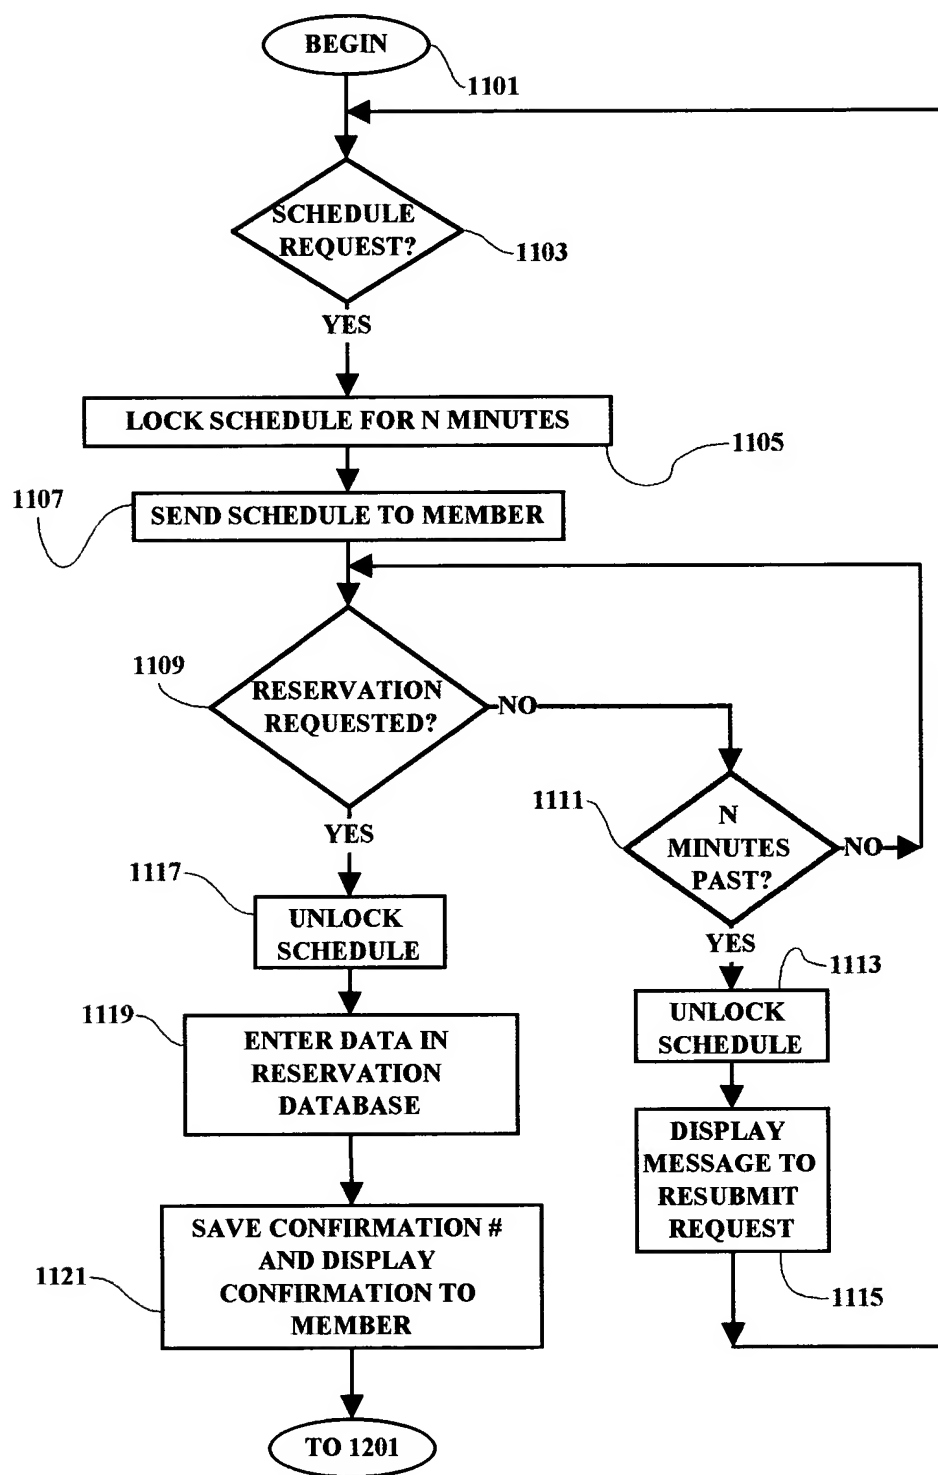 BEGIN
1101
SCHEDULE
REQUEST?
1103
YES
LOCK SCHEDULE FOR N MINUTES
1105
1107
SEND SCHEDULE TO MEMBER
1109
RESERVATION
REQUESTED?
NO
1111
N
MINUTES
PAST?
NO
YES
YES
1117
UNLOCK
SCHEDULE
1113
UNLOCK
SCHEDULE
1119
ENTER DATA IN
RESERVATION
DATABASE
DISPLAY
MESSAGE TO
RESUBMIT
REQUEST
1115
1121
SAVE CONFIRMATION #
AND DISPLAY
CONFIRMATION TO
MEMBER
TO 1201